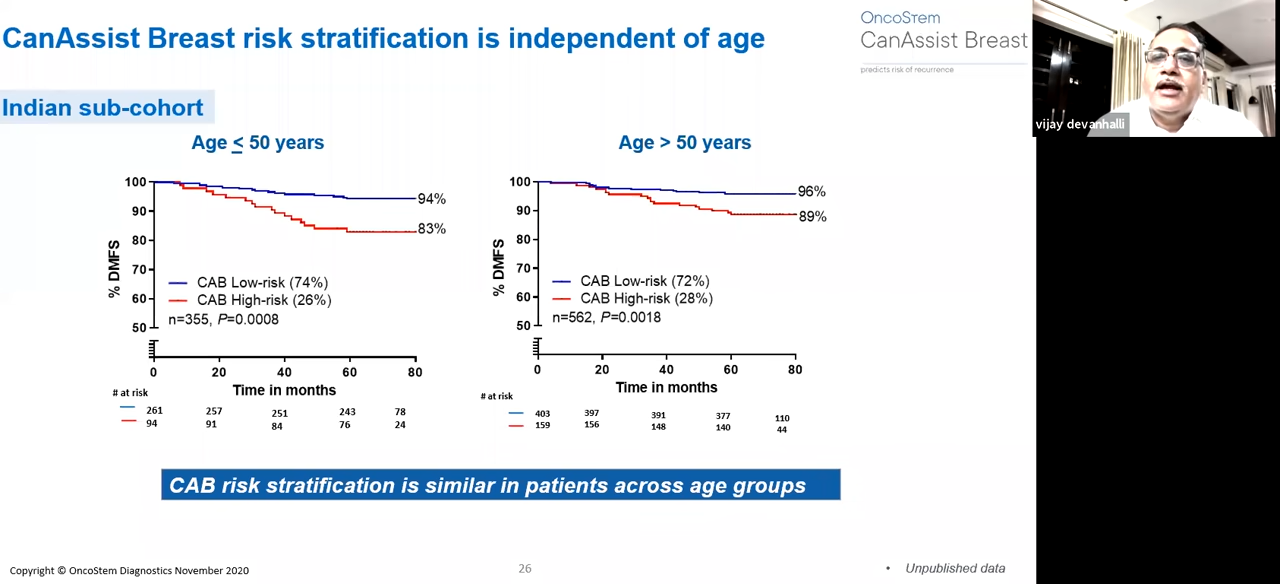 CanAssist Breast risk stratification is independent of age
OncoStem
CanAssist Breast
predicts risk of recurrence
vijay devanhalli
Indian sub-cohort
Age ≤ 50 years
Age > 50 years
100
90
80
70
60
50
% DMFS
94%
83%
CAB Low-risk (74%)
CAB High-risk (26%)
n=355, P=0.0008
0 20 40 60 80
Time in months
# at risk
261 257 251 243 78
94 91 84 76 24
100
90
80
70
60
50
% DMFS
96%
89%
CAB Low-risk (72%)
CAB High-risk (28%)
n=562, P=0.0018
0 20 40 60 80
Time in months
# at risk
403 397 391 377 110
159 156 148 140 44
CAB risk stratification is similar in patients across age groups
Copyright © OncoStem Diagnostics November 2020
26
• Unpublished data